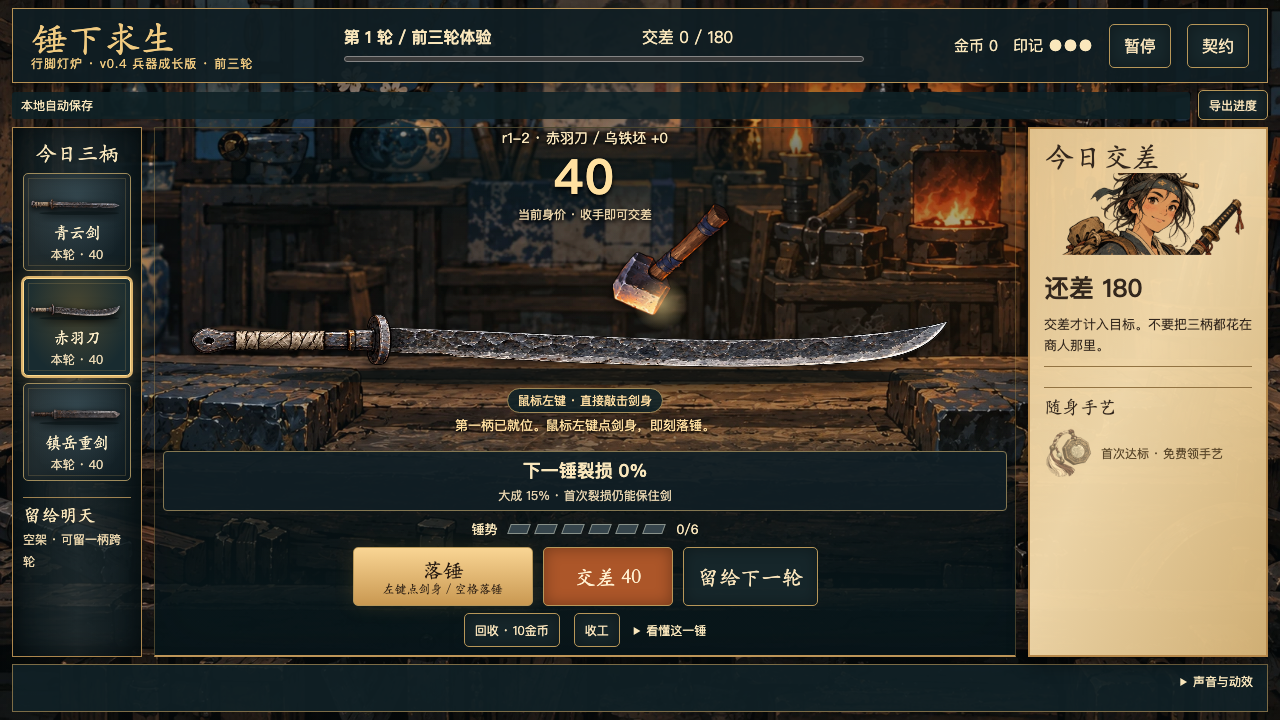 锤下求生
行脚灯炉 · v0.4 兵器成长版 · 前三轮
第 1 轮 / 前三轮体验
交差 0 / 180
金币 0
印记
暂停
契约
本地自动保存
导出进度
今日三柄
青云剑
本轮 · 40
赤羽刀
本轮 · 40
镇岳重剑
本轮 · 40
留给明天
空架 · 可留一柄跨
轮
r1-2 · 赤羽刀 / 乌铁坯 +0
40
当前身价 · 收手即可交差
鼠标左键 · 直接敲击剑身
第一柄已就位。鼠标左键点剑身，即刻落锤。
下一锤裂损 0%
大成 15% · 首次裂损仍能保住剑
锤势
0/6
落锤
左键点剑身 / 空格落锤
交差 40
留给下一轮
回收 · 10金币
收工
看懂这一锤
今日交差
还差 180
交差才计入目标。不要把三柄都花在
商人那里。
随身手艺
首次达标 · 免费领手艺
声音与动效